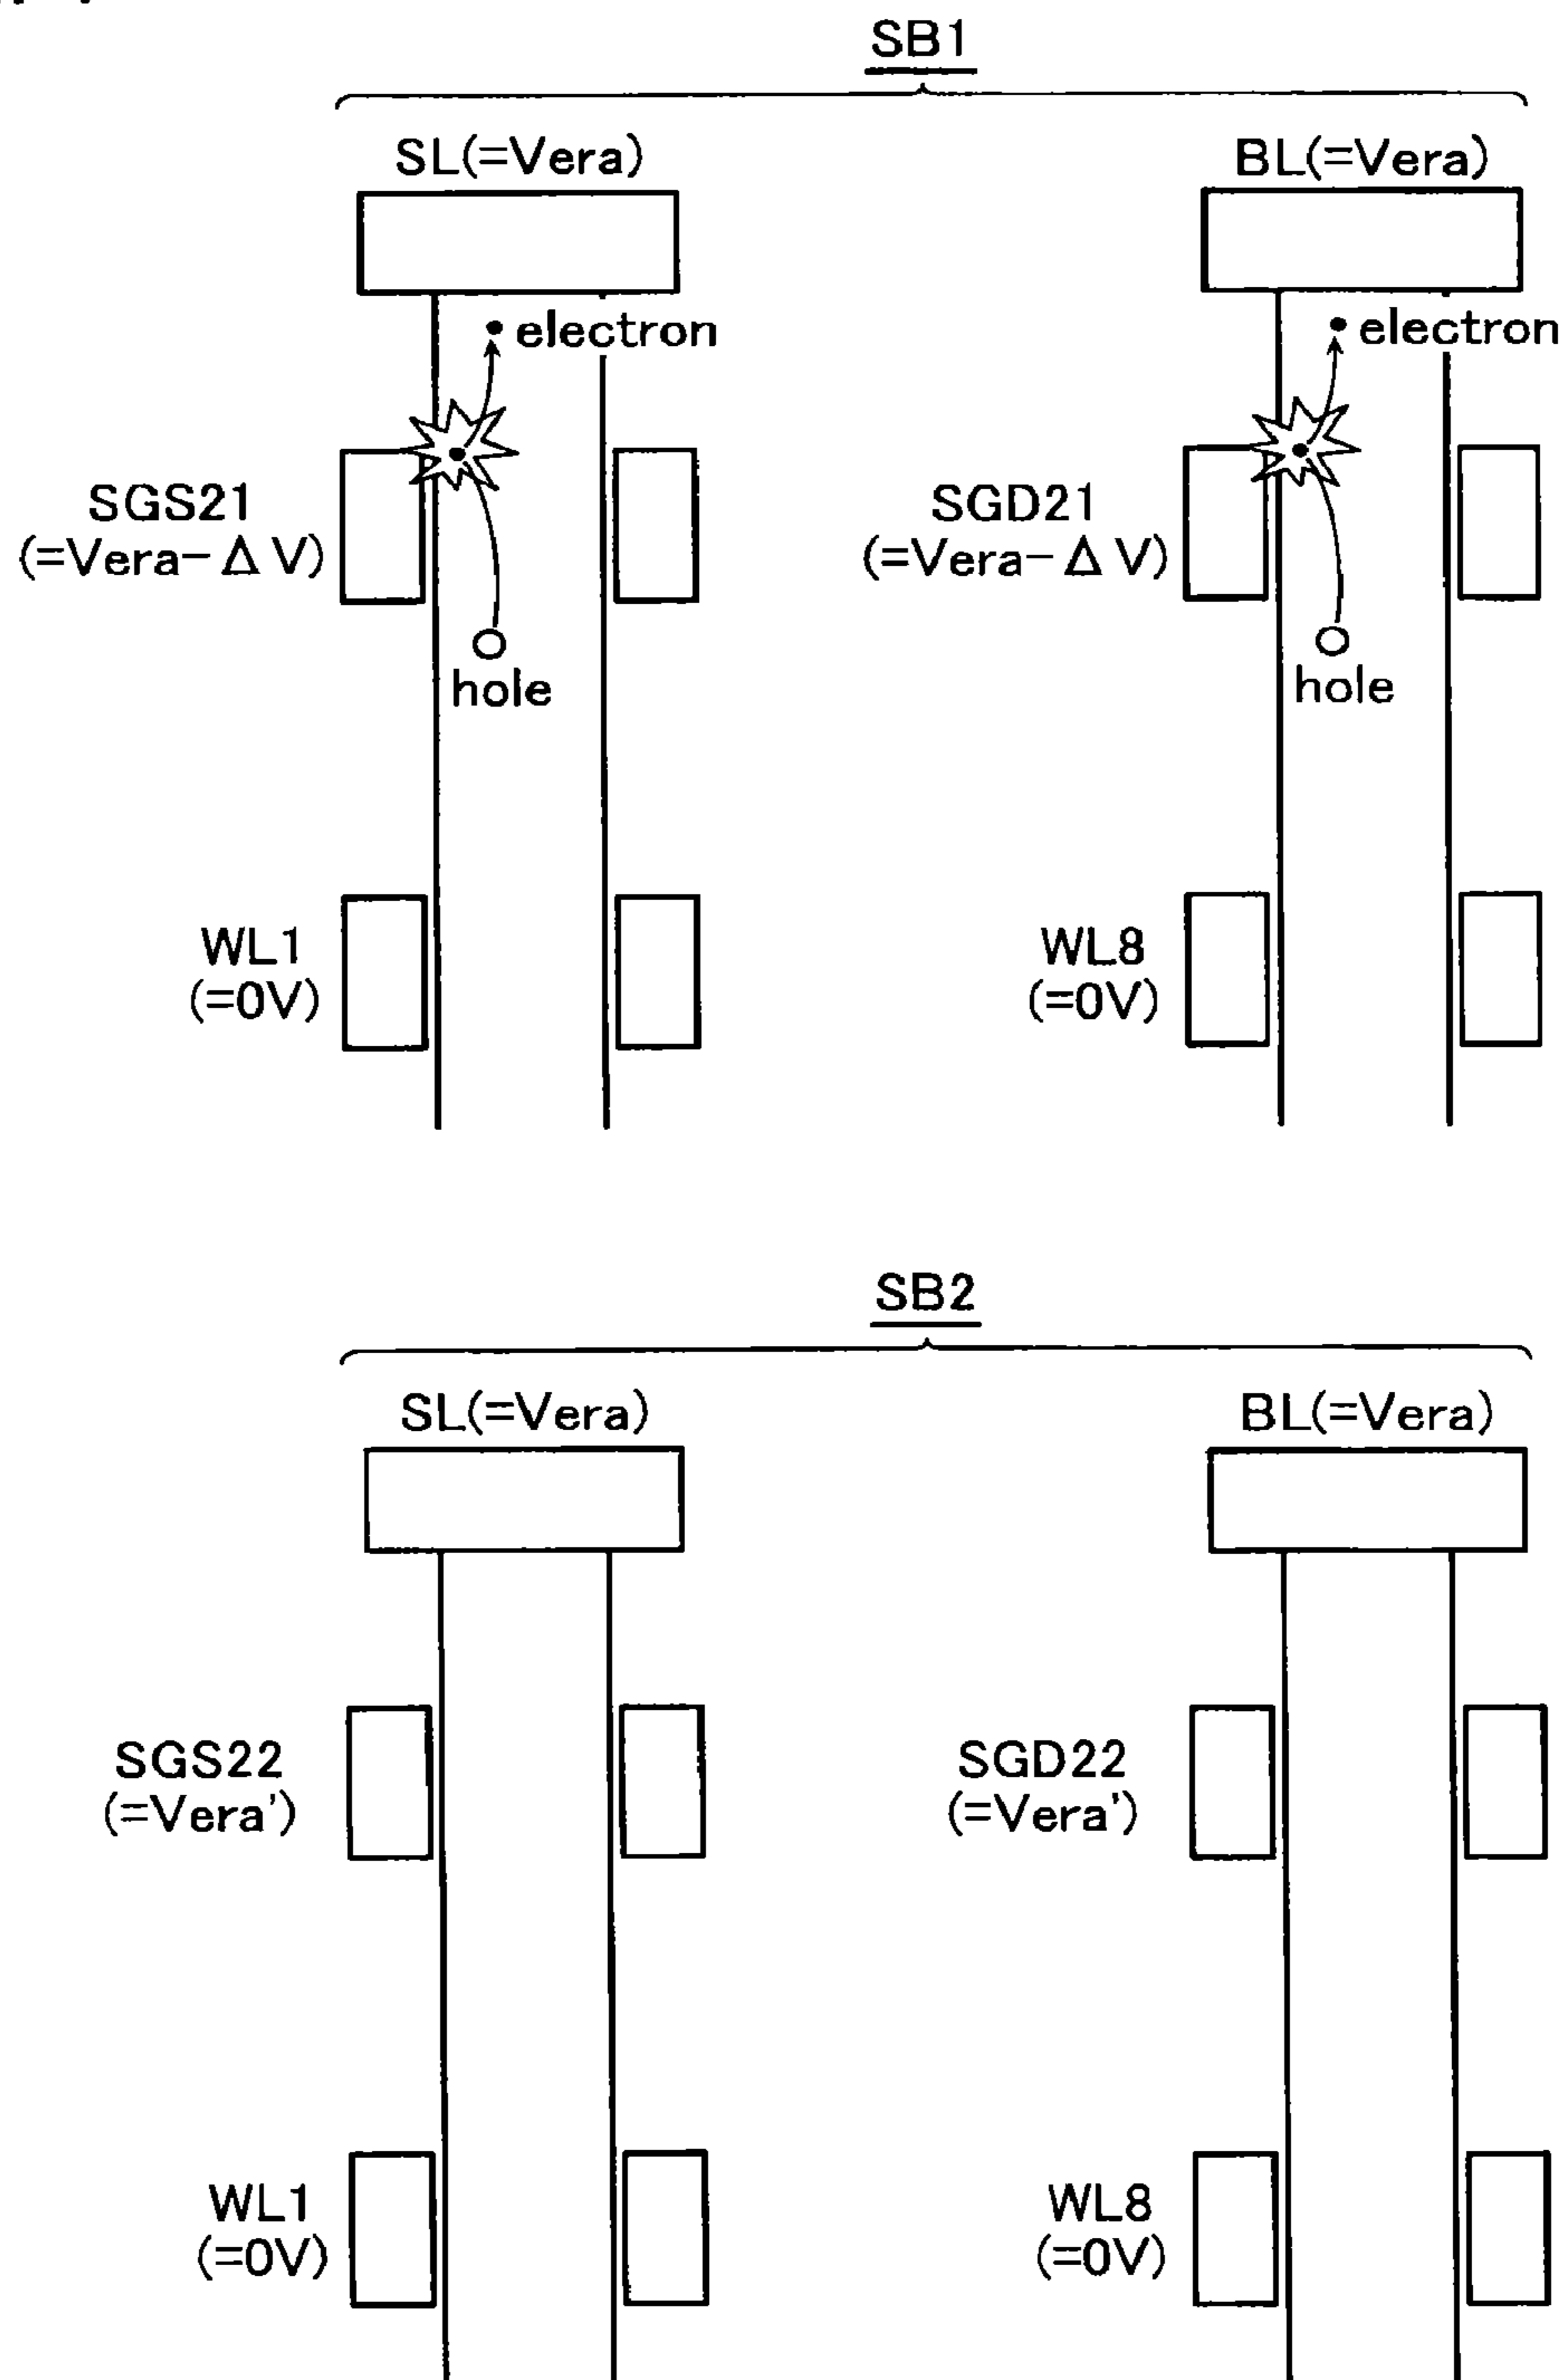 SB1
SL(=Vera)
BL(=Vera)
electron
electron
SGS21
(=Vera-ΔV)
SGD21
(=Vera-ΔV)
hole
hole
WL1
(=0V)
WL8
(=0V)
SB2
SL(=Vera)
BL(=Vera)
SGS22
(=Vera')
SGD22
(=Vera')
WL1
(=0V)
WL8
(=0V)